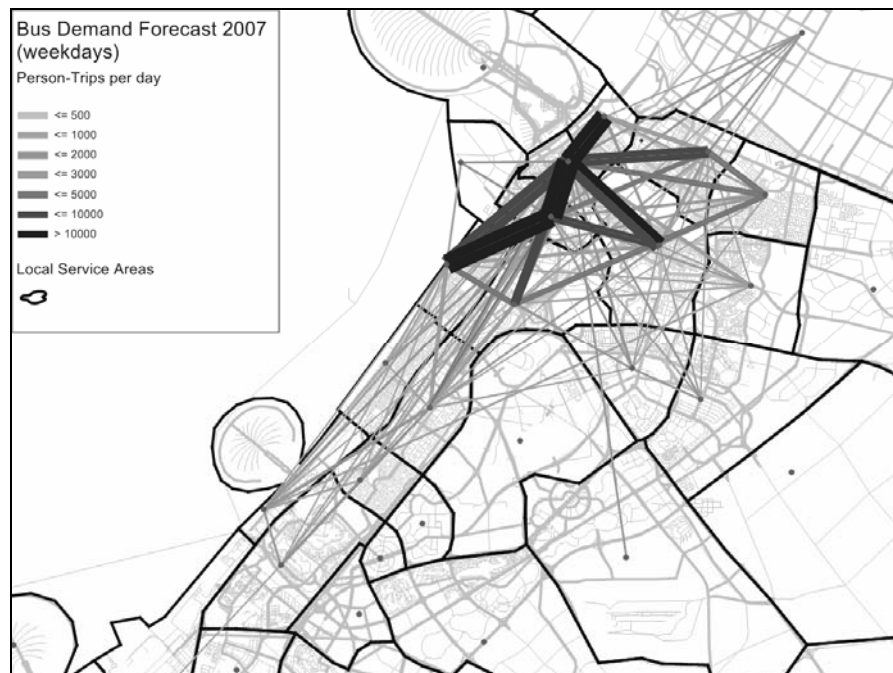 Bus Demand Forecast 2007
(weekdays)
Person-Trips per day
<= 500
<= 1000
<= 2000
<= 3000
<= 5000
<= 10000
> 10000
Local Service Areas